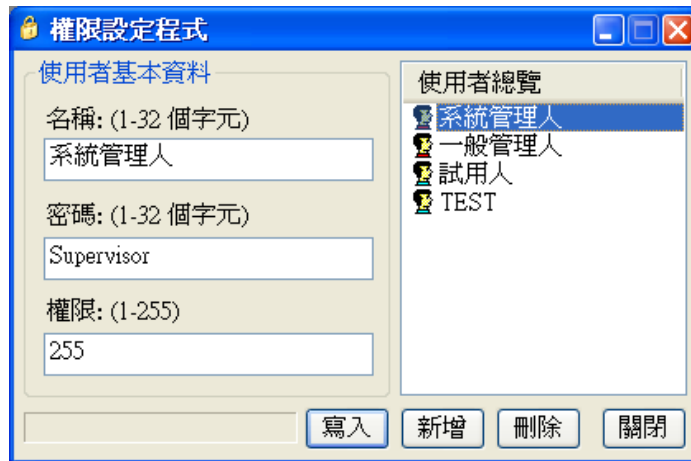 權限設定程式
使用者基本資料
名稱: (1-32 個字元)
系統管理人
密碼: (1-32 個字元)
Supervisor
權限: (1-255)
255
使用者總覽
系統管理人
一般管理人
試用人
TEST
寫入
新增
刪除
關閉